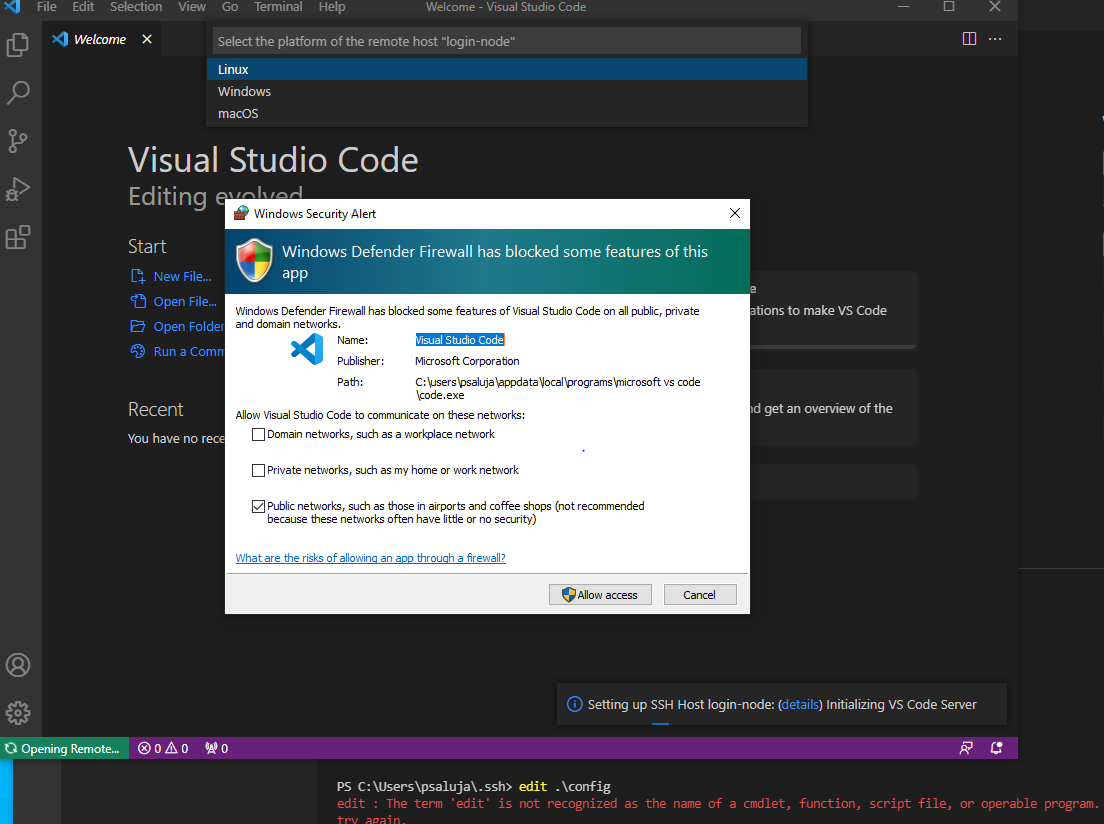 File Edit Selection View Go Terminal Help Welcome - Visual Studio Code
Welcome
Select the platform of the remote host "login-node"
Linux
Windows
macOS
Visual Studio Code
Editing evolved
Start
New File...
Open File...
Open Folder
Run a Comm
Recent
You have no rece
ations to make VS Code
nd get an overview of the
Windows Security Alert
Windows Defender Firewall has blocked some features of this
app
Windows Defender Firewall has blocked some features of Visual Studio Code on all public, private
and domain networks.
Name: Visual Studio Code
Publisher: Microsoft Corporation
Path: C:\users\psaluja\appdata\local\programs\microsoft vs code
\code.exe
Allow Visual Studio Code to communicate on these networks:
Domain networks, such as a workplace network
Private networks, such as my home or work network
Public networks, such as those in airports and coffee shops (not recommended
because these networks often have little or no security)
What are the risks of allowing an app through a firewall?
Allow access Cancel
Setting up SSH Host login-node: (details) Initializing VS Code Server
Opening Remote... 0 0 0
PS C:\Users\psaluja\.ssh> edit .\config
edit : The term 'edit' is not recognized as the name of a cmdlet, function, script file, or operable program.
try again.